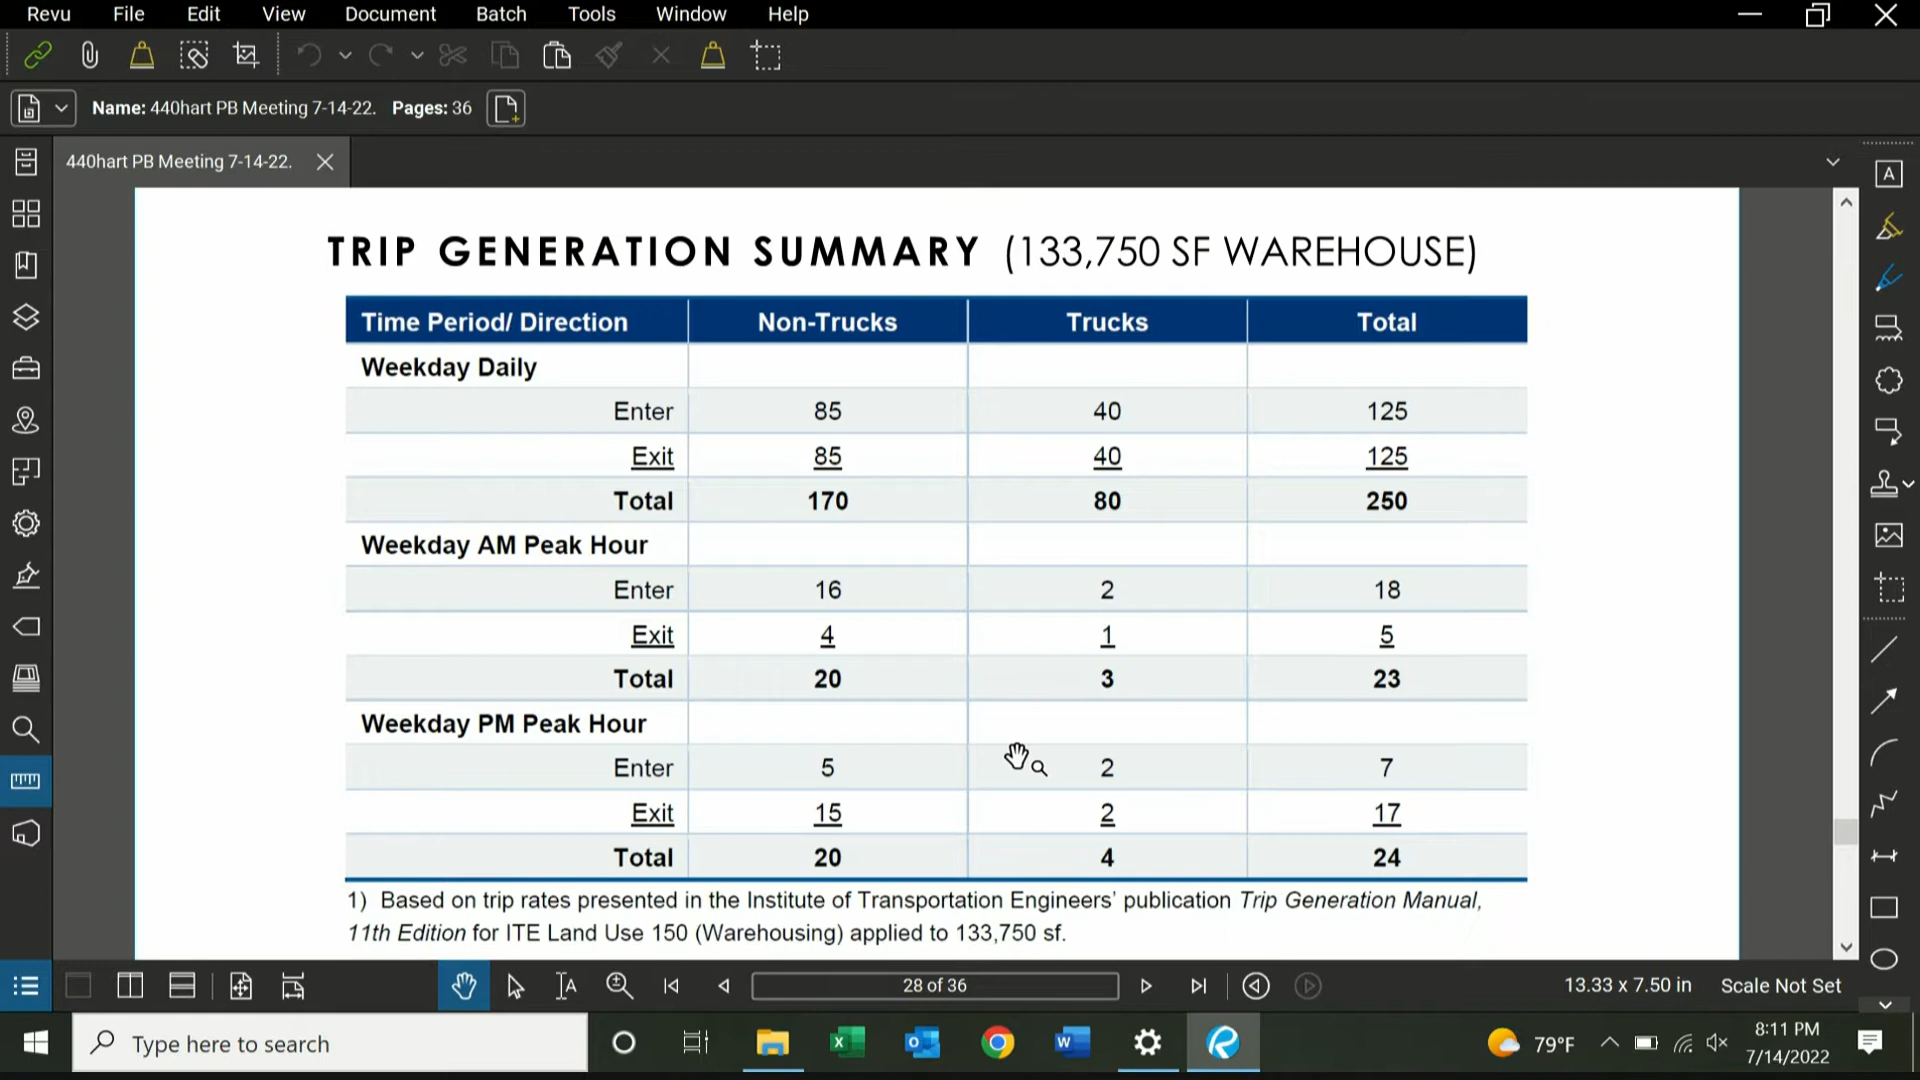 Revu File Edit View Document Batch Tools Window Help
Name: 440hart PB Meeting 7-14-22. Pages: 36
440hart PB Meeting 7-14-22.
TRIP GENERATION SUMMARY (133,750 SF WAREHOUSE)
Time Period/ Direction Non-Trucks Trucks Total
Weekday Daily
Enter 85 40 125
Exit 85 40 125
Total 170 80 250
Weekday AM Peak Hour
Enter 16 2 18
Exit 4 1 5
Total 20 3 23
Weekday PM Peak Hour
Enter 5 2 7
Exit 15 2 17
Total 20 4 24
1) Based on trip rates presented in the Institute of Transportation Engineers' publication Trip Generation Manual,
11th Edition for ITE Land Use 150 (Warehousing) applied to 133,750 sf.
28 of 36 13.33 x 7.50 in Scale Not Set
Type here to search 79°F 8:11 PM
7/14/2022